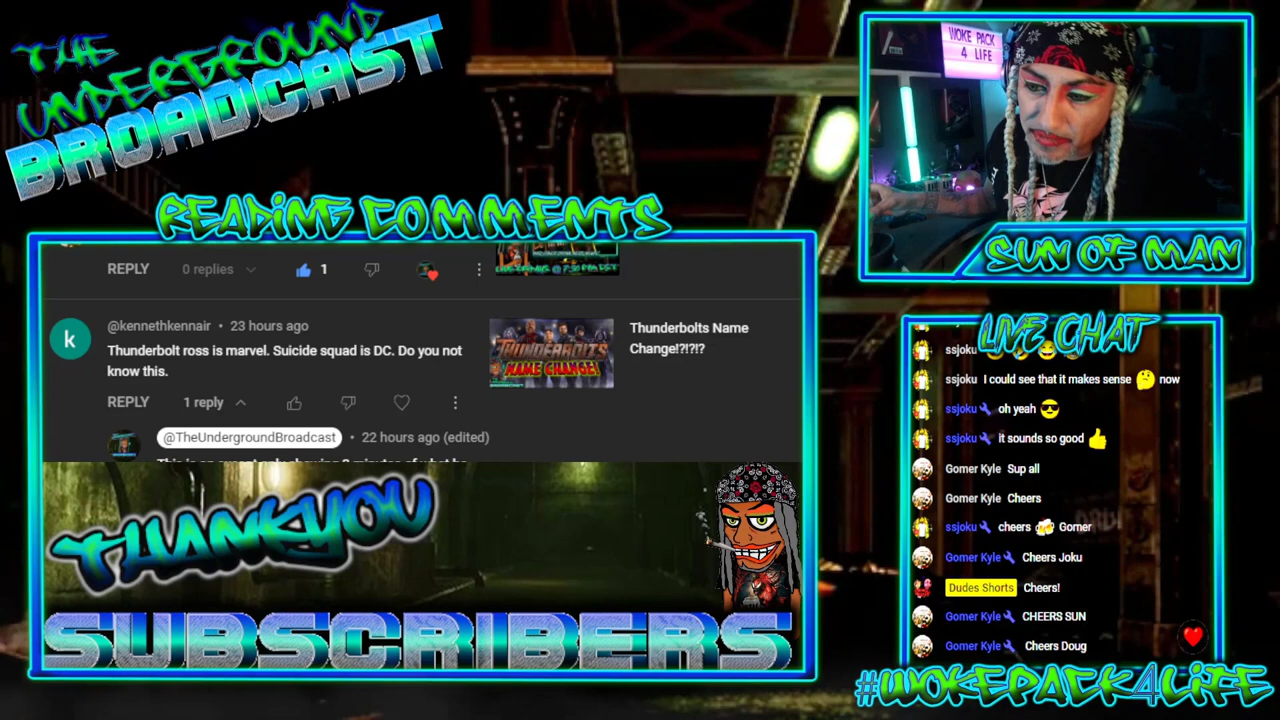 THE
UNDERGROUND
BROADCAST
READING COMMENTS
REPLY 0 replies 1
@kennethkennair • 23 hours ago
Thunderbolt ross is marvel. Suicide squad is DC. Do you not
know this.
REPLY 1 reply
@TheUndergroundBroadcast • 22 hours ago (edited)
THUNDERBOLTS
NAME CHANGE!
Thunderbolts Name
Change!?!?!?
THANKYOU
SUBSCRIBERS
WOKE PACK
4 LIFE
SUN OF MAN
LIVE CHAT
ssjoku
ssjoku I could see that it makes sense 🤔 now
ssjoku oh yeah 😎
ssjoku it sounds so good 👍
Gomer Kyle Sup all
Gomer Kyle Cheers
ssjoku cheers 🍻 Gomer
Gomer Kyle Cheers Joku
Dudes Shorts Cheers!
Gomer Kyle CHEERS SUN
Gomer Kyle Cheers Doug
#WOKEPACK4LIFE